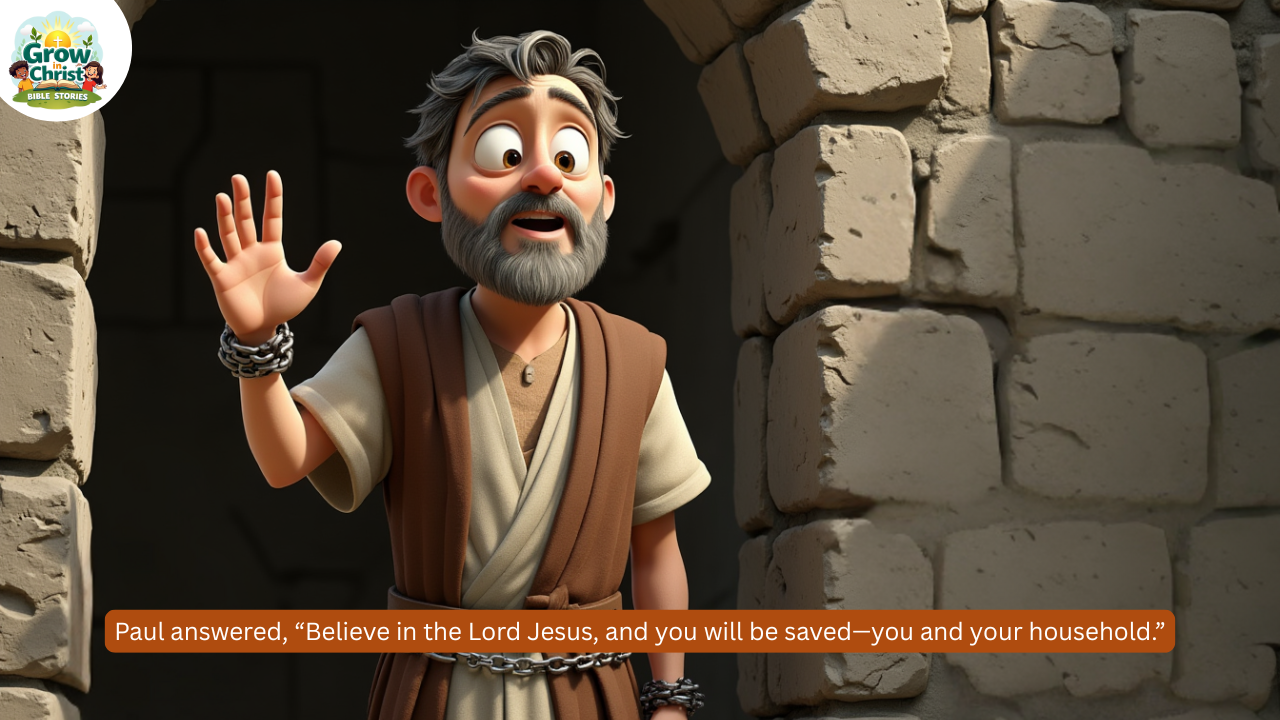 Grow
in
Christ
BIBLE STORIES
Paul answered, “Believe in the Lord Jesus, and you will be saved—you and your household.”